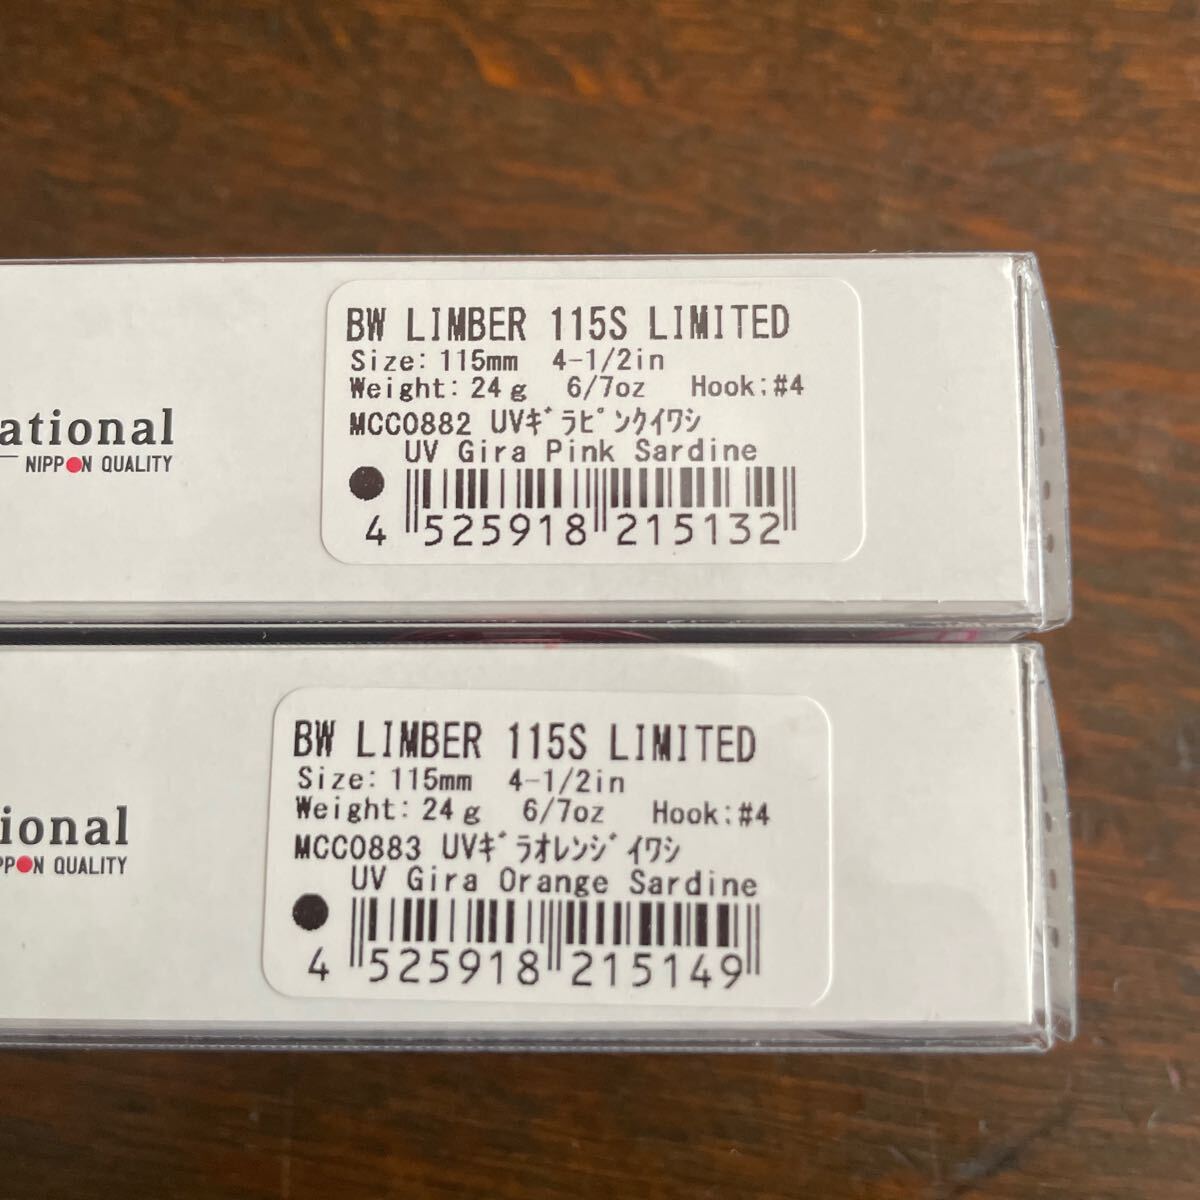 ational
NIPPON QUALITY
BW LIMBER 115S LIMITED
Size: 115mm 4-1/2in
Weight: 24g 6/7oz Hook:#4
MCC0882 UVｷﾞﾗﾋﾟﾝｸｲﾜｼ
UV Gira Pink Sardine
4 525918 215132
ional
PPON QUALITY
BW LIMBER 115S LIMITED
Size: 115mm 4-1/2in
Weight: 24g 6/7oz Hook:#4
MCC0883 UVｷﾞﾗｵﾚﾝｼﾞｲﾜｼ
UV Gira Orange Sardine
4 525918 215149